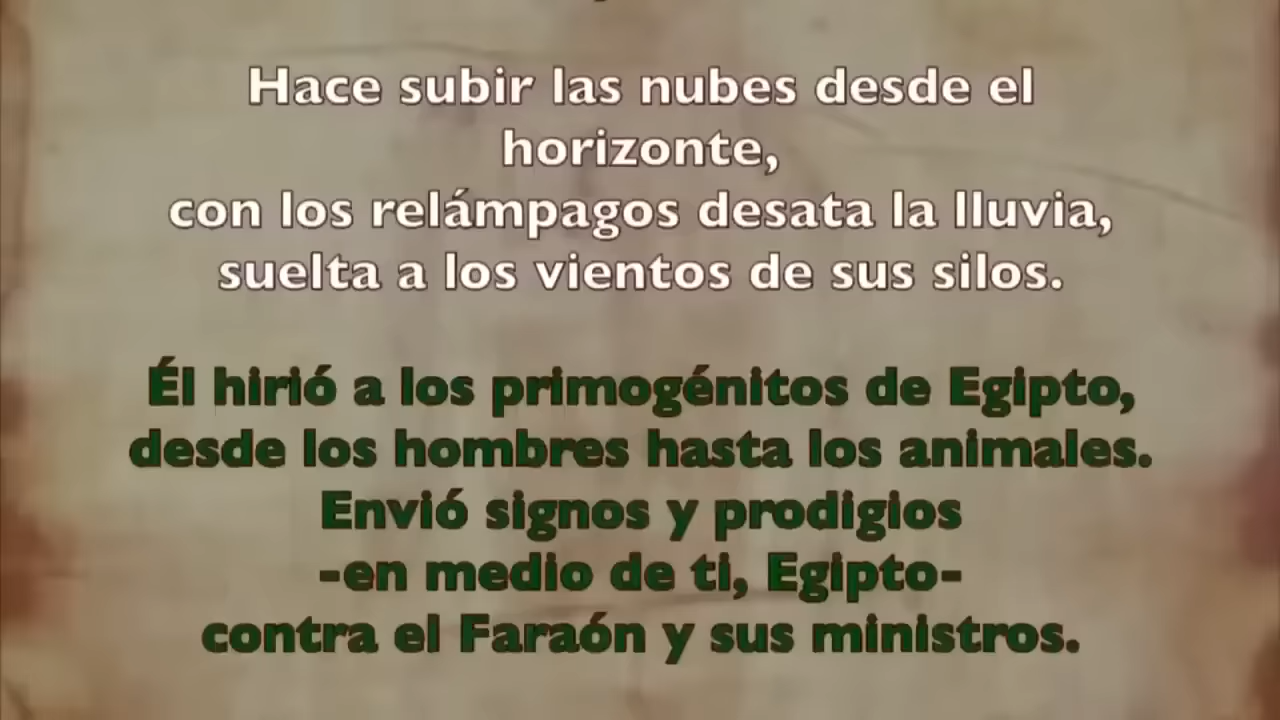 Hace subir las nubes desde el
horizonte,
con los relámpagos desata la lluvia,
suelta a los vientos de sus silos.
Él hirió a los primogénitos de Egipto,
desde los hombres hasta los animales.
Envió signos y prodigios
-en medio de ti, Egipto-
contra el Faraón y sus ministros.